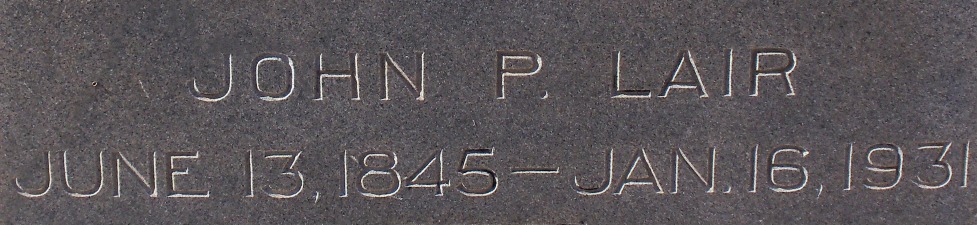 JOHN P. LAIR
JUNE 13, 1845 — JAN. 16, 1931